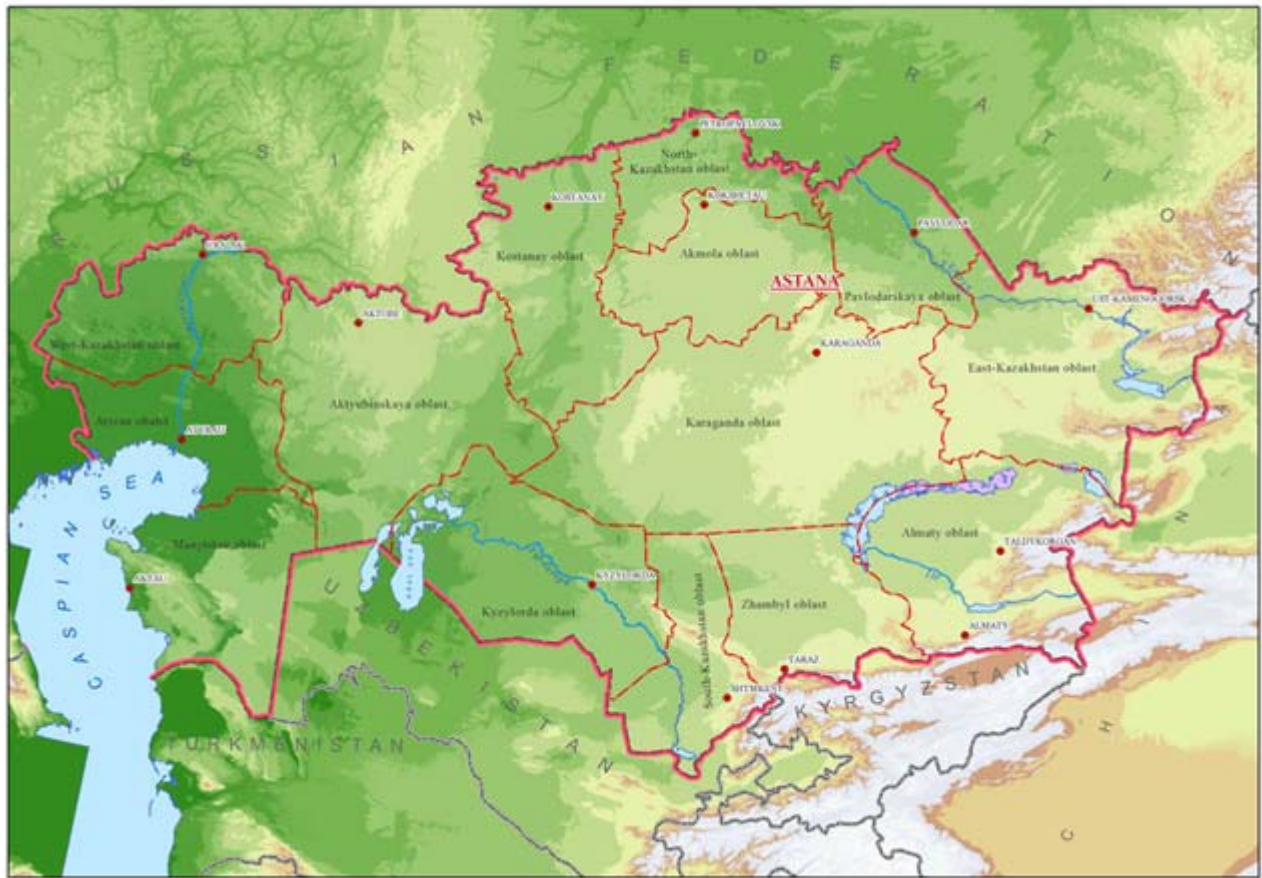 RUSSIAN FEDERATION
PETROPAVLOVSK
North-
Kazakhstan oblast
KOSTANAY
KOKSHETAU
PAVLODAR
URALSK
Kostanay oblast
Akmola oblast
ASTANA
Pavlodarskaya oblast
UST-KAMENOGORSK
AKTOBE
West-Kazakhstan oblast
KARAGANDA
East-Kazakhstan oblast
Aktyubinskaya oblast
Karaganda oblast
Atyrau oblast
ATYRAU
CASPIAN SEA
Mangistau oblast
Almaty oblast
TALDYKORGAN
AKTAU
KYZYLORDA
Kyzylorda oblast
Zhambyl oblast
South-Kazakhstan oblast
ALMATY
TARAZ
SHYMKENT
UZBEKISTAN
KYRGYZSTAN
TURKMENISTAN
CHIN